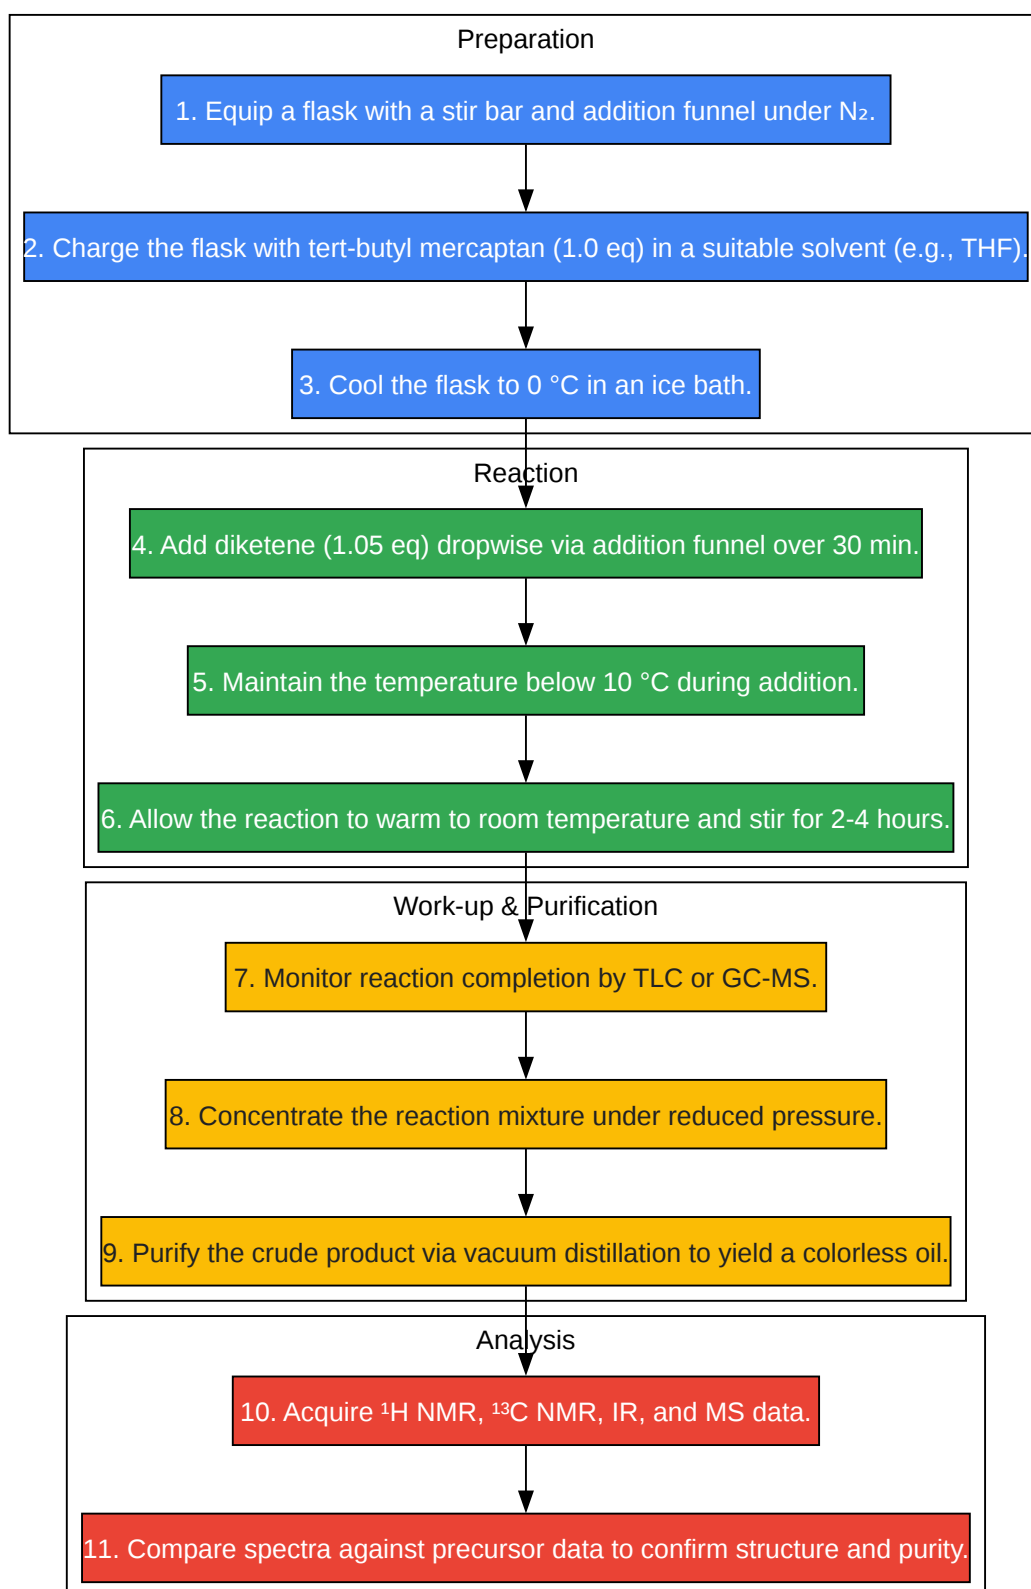 Preparation
1. Equip a flask with a stir bar and addition funnel under N₂.
2. Charge the flask with tert-butyl mercaptan (1.0 eq) in a suitable solvent (e.g., THF).
3. Cool the flask to 0 °C in an ice bath.
Reaction
4. Add diketene (1.05 eq) dropwise via addition funnel over 30 min.
5. Maintain the temperature below 10 °C during addition.
6. Allow the reaction to warm to room temperature and stir for 2-4 hours.
Work-up & Purification
7. Monitor reaction completion by TLC or GC-MS.
8. Concentrate the reaction mixture under reduced pressure.
9. Purify the crude product via vacuum distillation to yield a colorless oil.
Analysis
10. Acquire ¹H NMR, ¹³C NMR, IR, and MS data.
11. Compare spectra against precursor data to confirm structure and purity.